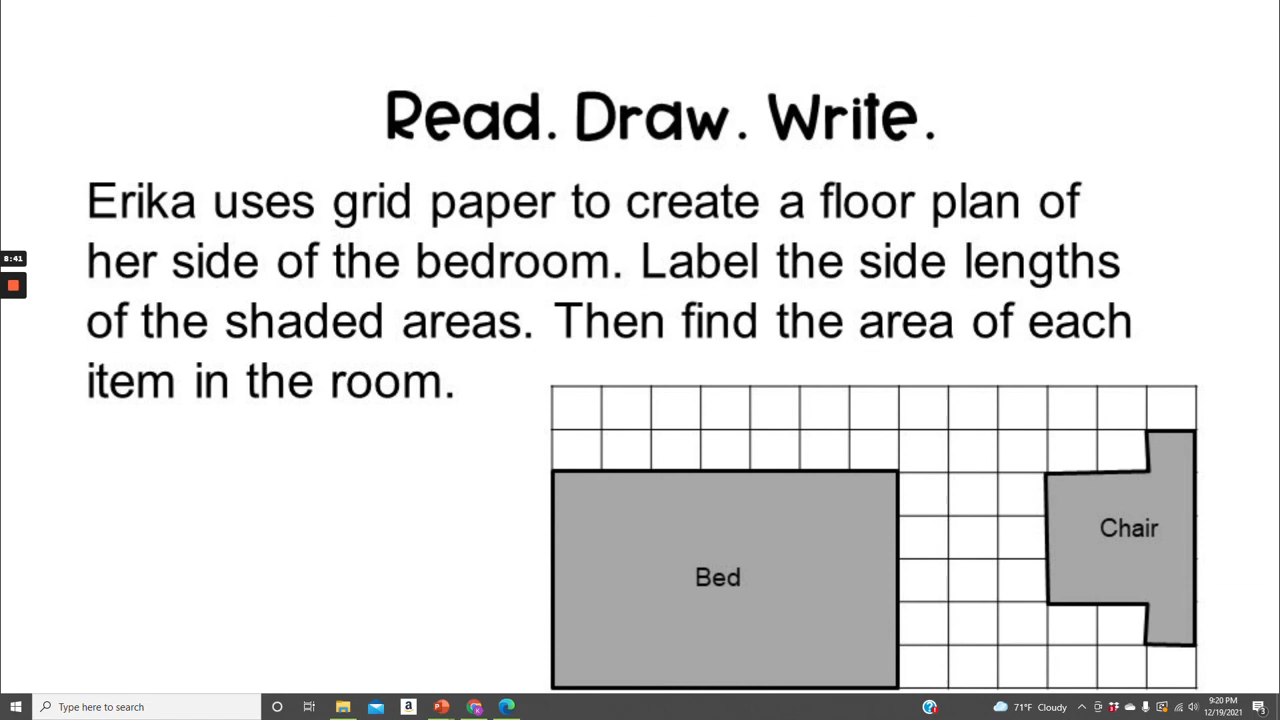 Read. Draw. Write.
Erika uses grid paper to create a floor plan of
her side of the bedroom. Label the side lengths
of the shaded areas. Then find the area of each
item in the room.
8:41
Chair
Bed
Type here to search
a
71°F Cloudy
9:20 PM
12/19/2021
3